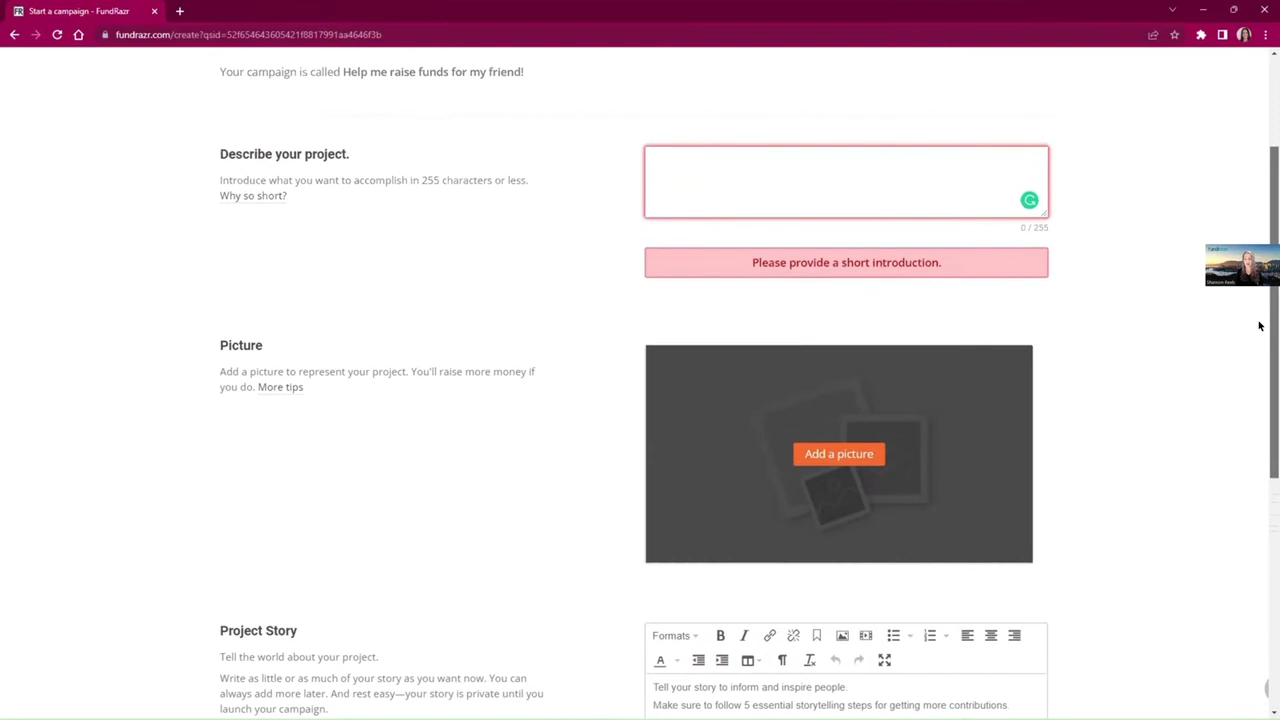 FR Start a campaign - FundRazr
fundrazr.com/create?qsid=52f654643605421f8817991aa4646f3b
Your campaign is called Help me raise funds for my friend!
Describe your project.
Introduce what you want to accomplish in 255 characters or less.
Why so short?
0 / 255
Please provide a short introduction.
Picture
Add a picture to represent your project. You'll raise more money if
you do. More tips
Add a picture
Project Story
Tell the world about your project.
Write as little or as much of your story as you want now. You can
always add more later. And rest easy—your story is private until you
launch your campaign.
Formats
Tell your story to inform and inspire people.
Make sure to follow 5 essential storytelling steps for getting more contributions.